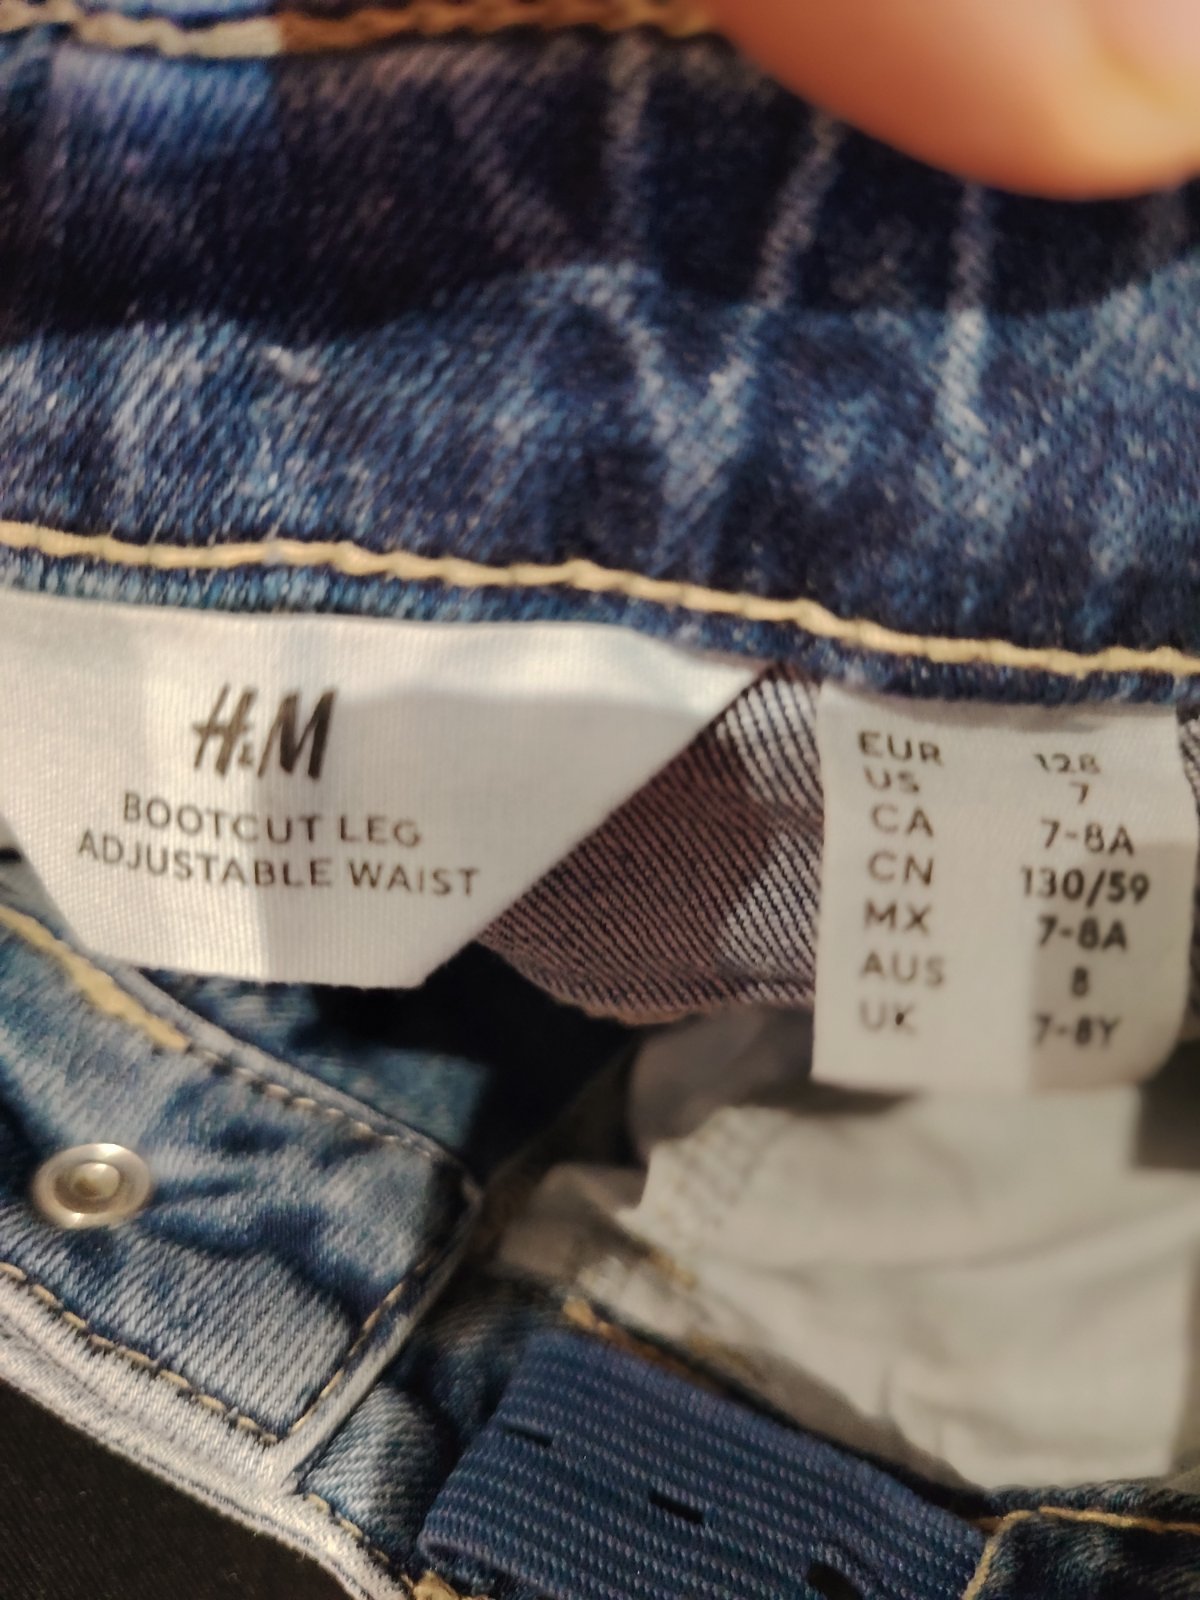 H&M
BOOTCUT LEG
ADJUSTABLE WAIST
EUR 128
US 7
CA 7-8A
CN 130/59
MX 7-8A
AUS 8
UK 7-8Y